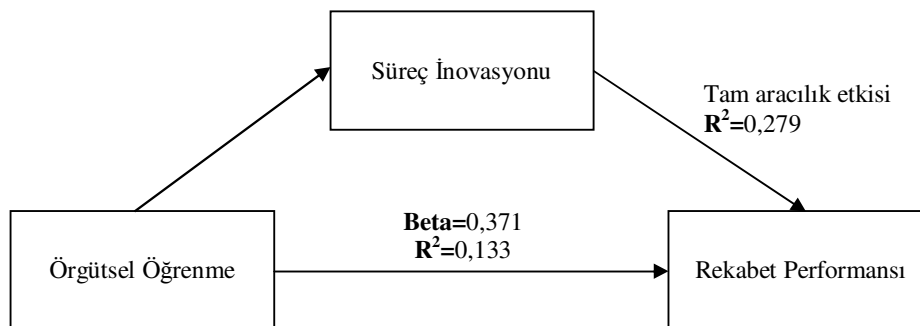 Süreç İnovasyonu
Tam aracılık etkisi
R²=0,279
Beta=0,371
R²=0,133
Örgütsel Öğrenme
Rekabet Performansı